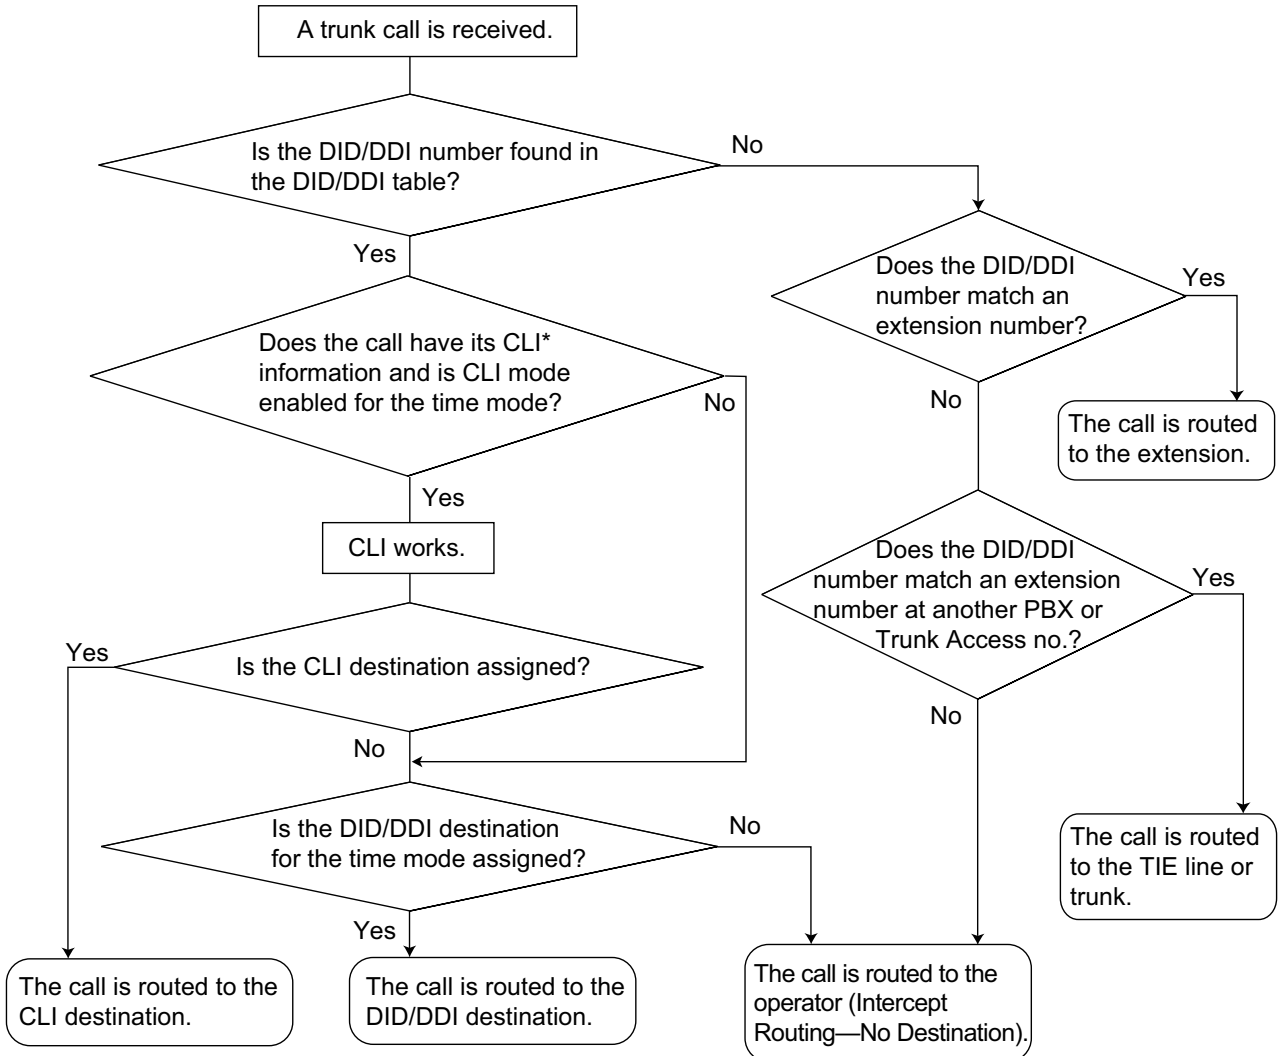 A trunk call is received.
Is the DID/DDI number found in
the DID/DDI table?
No
Yes
Does the DID/DDI
number match an
extension number?
Yes
No
The call is routed
to the extension.
Does the call have its CLI*
information and is CLI mode
enabled for the time mode?
No
Yes
CLI works.
Does the DID/DDI
number match an extension
number at another PBX or
Trunk Access no.?
Yes
No
Is the CLI destination assigned?
Yes
No
Is the DID/DDI destination
for the time mode assigned?
No
Yes
The call is routed
to the TIE line or
trunk.
The call is routed to the
CLI destination.
The call is routed to the
DID/DDI destination.
The call is routed to the
operator (Intercept
Routing—No Destination).